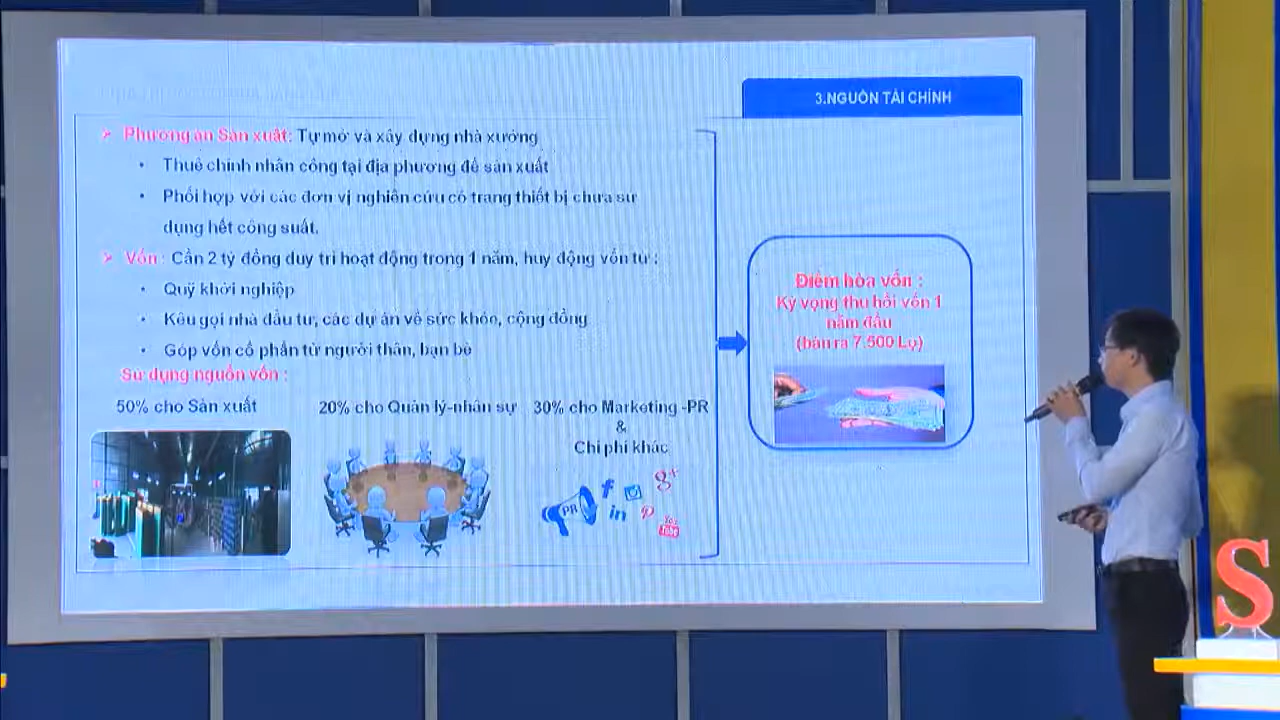 3.NGUỒN TÀI CHÍNH
Phương án Sản xuất: Tự mở và xây dựng nhà xưởng
Thuê chính nhân công tại địa phương để sản xuất
Phối hợp với các đơn vị nghiên cứu có trang thiết bị chưa sử
dụng hết công suất.
Vốn : Cần 2 tỷ đồng duy trì hoạt động trong 1 năm, huy động vốn từ :
Quỹ khởi nghiệp
Kêu gọi nhà đầu tư, các dự án về sức khỏe, cộng đồng
Góp vốn cổ phần từ người thân, bạn bè
Sử dụng nguồn vốn :
50% cho Sản xuất
20% cho Quản lý-nhân sự
30% cho Marketing -PR
&
Chi phí khác
PR
f
g+
in
You
Tube
Điểm hòa vốn :
Kỳ vọng thu hồi vốn 1
năm đầu
(bán ra 7.500 Lọ)
S